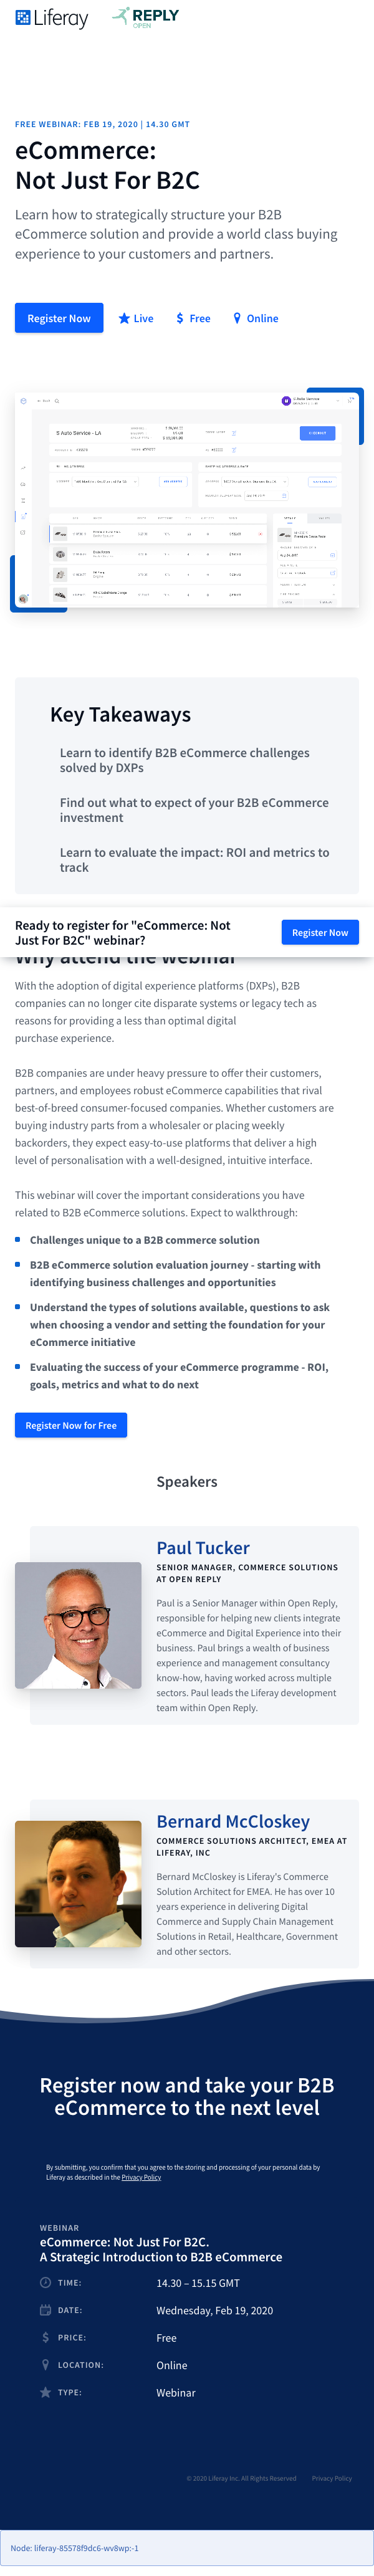 Liferay
REPLY
OPEN
FREE WEBINAR: FEB 19, 2020 | 14.30 GMT
eCommerce:
Not Just For B2C
Learn how to strategically structure your B2B
eCommerce solution and provide a world class buying
experience to your customers and partners.
Register Now
Live
Free
Online
S Auto Service - LA
Key Takeaways
Learn to identify B2B eCommerce challenges
solved by DXPs
Find out what to expect of your B2B eCommerce
investment
Learn to evaluate the impact: ROI and metrics to
track
Ready to register for "eCommerce: Not
Just For B2C" webinar?
Register Now
Why attend the webinar
With the adoption of digital experience platforms (DXPs), B2B
companies can no longer cite disparate systems or legacy tech as
reasons for providing a less than optimal digital
purchase experience.
B2B companies are under heavy pressure to offer their customers,
partners, and employees robust eCommerce capabilities that rival
best-of-breed consumer-focused companies. Whether customers are
buying industry parts from a wholesaler or placing weekly
backorders, they expect easy-to-use platforms that deliver a high
level of personalisation with a well-designed, intuitive interface.
This webinar will cover the important considerations you have
related to B2B eCommerce solutions. Expect to walkthrough:
Challenges unique to a B2B commerce solution
B2B eCommerce solution evaluation journey - starting with
identifying business challenges and opportunities
Understand the types of solutions available, questions to ask
when choosing a vendor and setting the foundation for your
eCommerce initiative
Evaluating the success of your eCommerce programme - ROI,
goals, metrics and what to do next
Register Now for Free
Speakers
Paul Tucker
SENIOR MANAGER, COMMERCE SOLUTIONS
AT OPEN REPLY
Paul is a Senior Manager within Open Reply,
responsible for helping new clients integrate
eCommerce and Digital Experience into their
business. Paul brings a wealth of business
experience and management consultancy
know-how, having worked across multiple
sectors. Paul leads the Liferay development
team within Open Reply.
Bernard McCloskey
COMMERCE SOLUTIONS ARCHITECT, EMEA AT
LIFERAY, INC
Bernard McCloskey is Liferay's Commerce
Solution Architect for EMEA. He has over 10
years experience in delivering Digital
Commerce and Supply Chain Management
Solutions in Retail, Healthcare, Government
and other sectors.
Register now and take your B2B
eCommerce to the next level
By submitting, you confirm that you agree to the storing and processing of your personal data by
Liferay as described in the Privacy Policy
WEBINAR
eCommerce: Not Just For B2C.
A Strategic Introduction to B2B eCommerce
TIME: 14.30 – 15.15 GMT
DATE: Wednesday, Feb 19, 2020
PRICE: Free
LOCATION: Online
TYPE: Webinar
© 2020 Liferay Inc. All Rights Reserved Privacy Policy
Node: liferay-85578f9dc6-wv8wp:-1